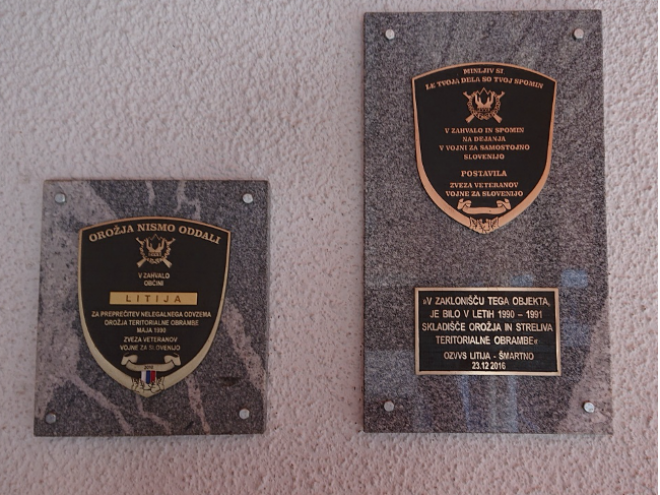 OROŽJA NISMO ODDALI
V ZAHVALO
OBČINI
LITIJA
ZA PREPREČITEV NELEGALNEGA ODVZEMA
OROŽJA TERITORIALNE OBRAMBE
MAJA 1990
ZVEZA VETERANOV
VOJNE ZA SLOVENIJO
MINLJIV SI
LE TVOJA DELA SO TVOJ SPOMIN
V ZAHVALO IN SPOMIN
NA DEJANJA
V VOJNI ZA SAMOSTOJNO
SLOVENIJO
POSTAVILA
ZVEZA VETERANOV
VOJNE ZA SLOVENIJO
»V ZAKLONIŠČU TEGA OBJEKTA,
JE BILO V LETIH 1990 – 1991
SKLADIŠČE OROŽJA IN STRELIVA
TERITORIALNE OBRAMBE«
OZVVS LITIJA - ŠMARTNO
23.12 2016